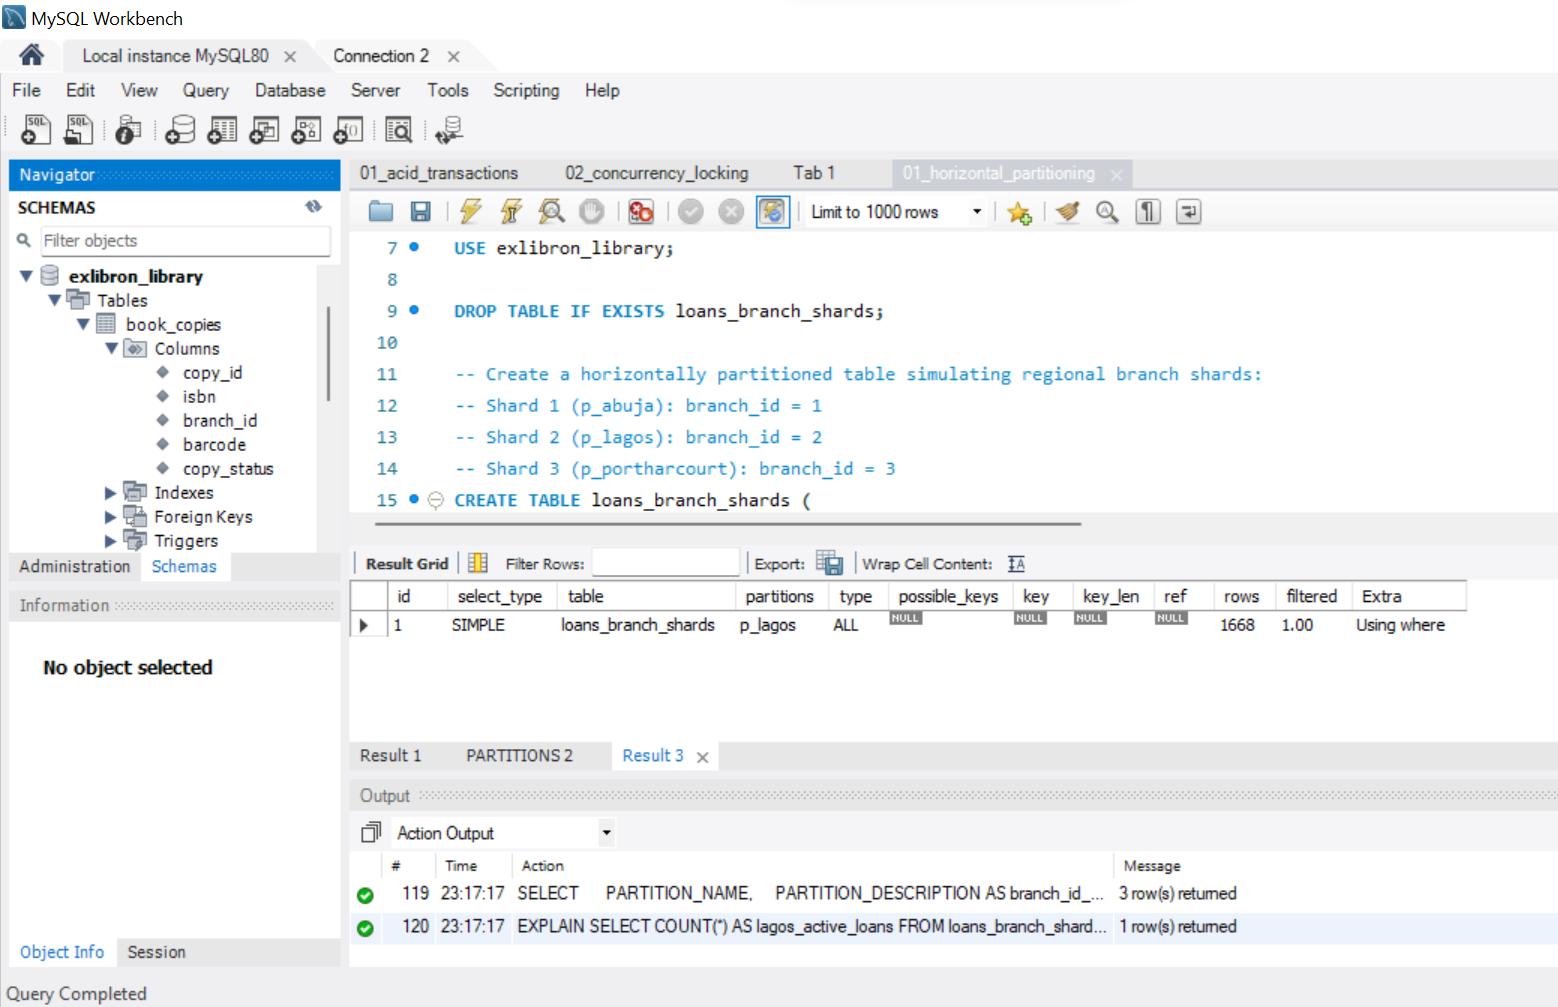 MySQL Workbench
Local instance MySQL80
Connection 2
File Edit View Query Database Server Tools Scripting Help
Navigator
SCHEMAS
Filter objects
exlibron_library
Tables
book_copies
Columns
copy_id
isbn
branch_id
barcode
copy_status
Indexes
Foreign Keys
Triggers
Administration Schemas
Information
No object selected
Object Info Session
01_acid_transactions 02_concurrency_locking Tab 1 01_horizontal_partitioning
Limit to 1000 rows
7 USE exlibron_library;
8
9 DROP TABLE IF EXISTS loans_branch_shards;
10
11 -- Create a horizontally partitioned table simulating regional branch shards:
12 -- Shard 1 (p_abuja): branch_id = 1
13 -- Shard 2 (p_lagos): branch_id = 2
14 -- Shard 3 (p_portharcourt): branch_id = 3
15 CREATE TABLE loans_branch_shards (
Result Grid Filter Rows: Export: Wrap Cell Content:
id select_type table partitions type possible_keys key key_len ref rows filtered Extra
1 SIMPLE loans_branch_shards p_lagos ALL NULL NULL NULL NULL 1668 1.00 Using where
Result 1 PARTITIONS 2 Result 3
Output
Action Output
# Time Action Message
119 23:17:17 SELECT PARTITION_NAME, PARTITION_DESCRIPTION AS branch_id_... 3 row(s) returned
120 23:17:17 EXPLAIN SELECT COUNT(*) AS lagos_active_loans FROM loans_branch_shard... 1 row(s) returned
Query Completed